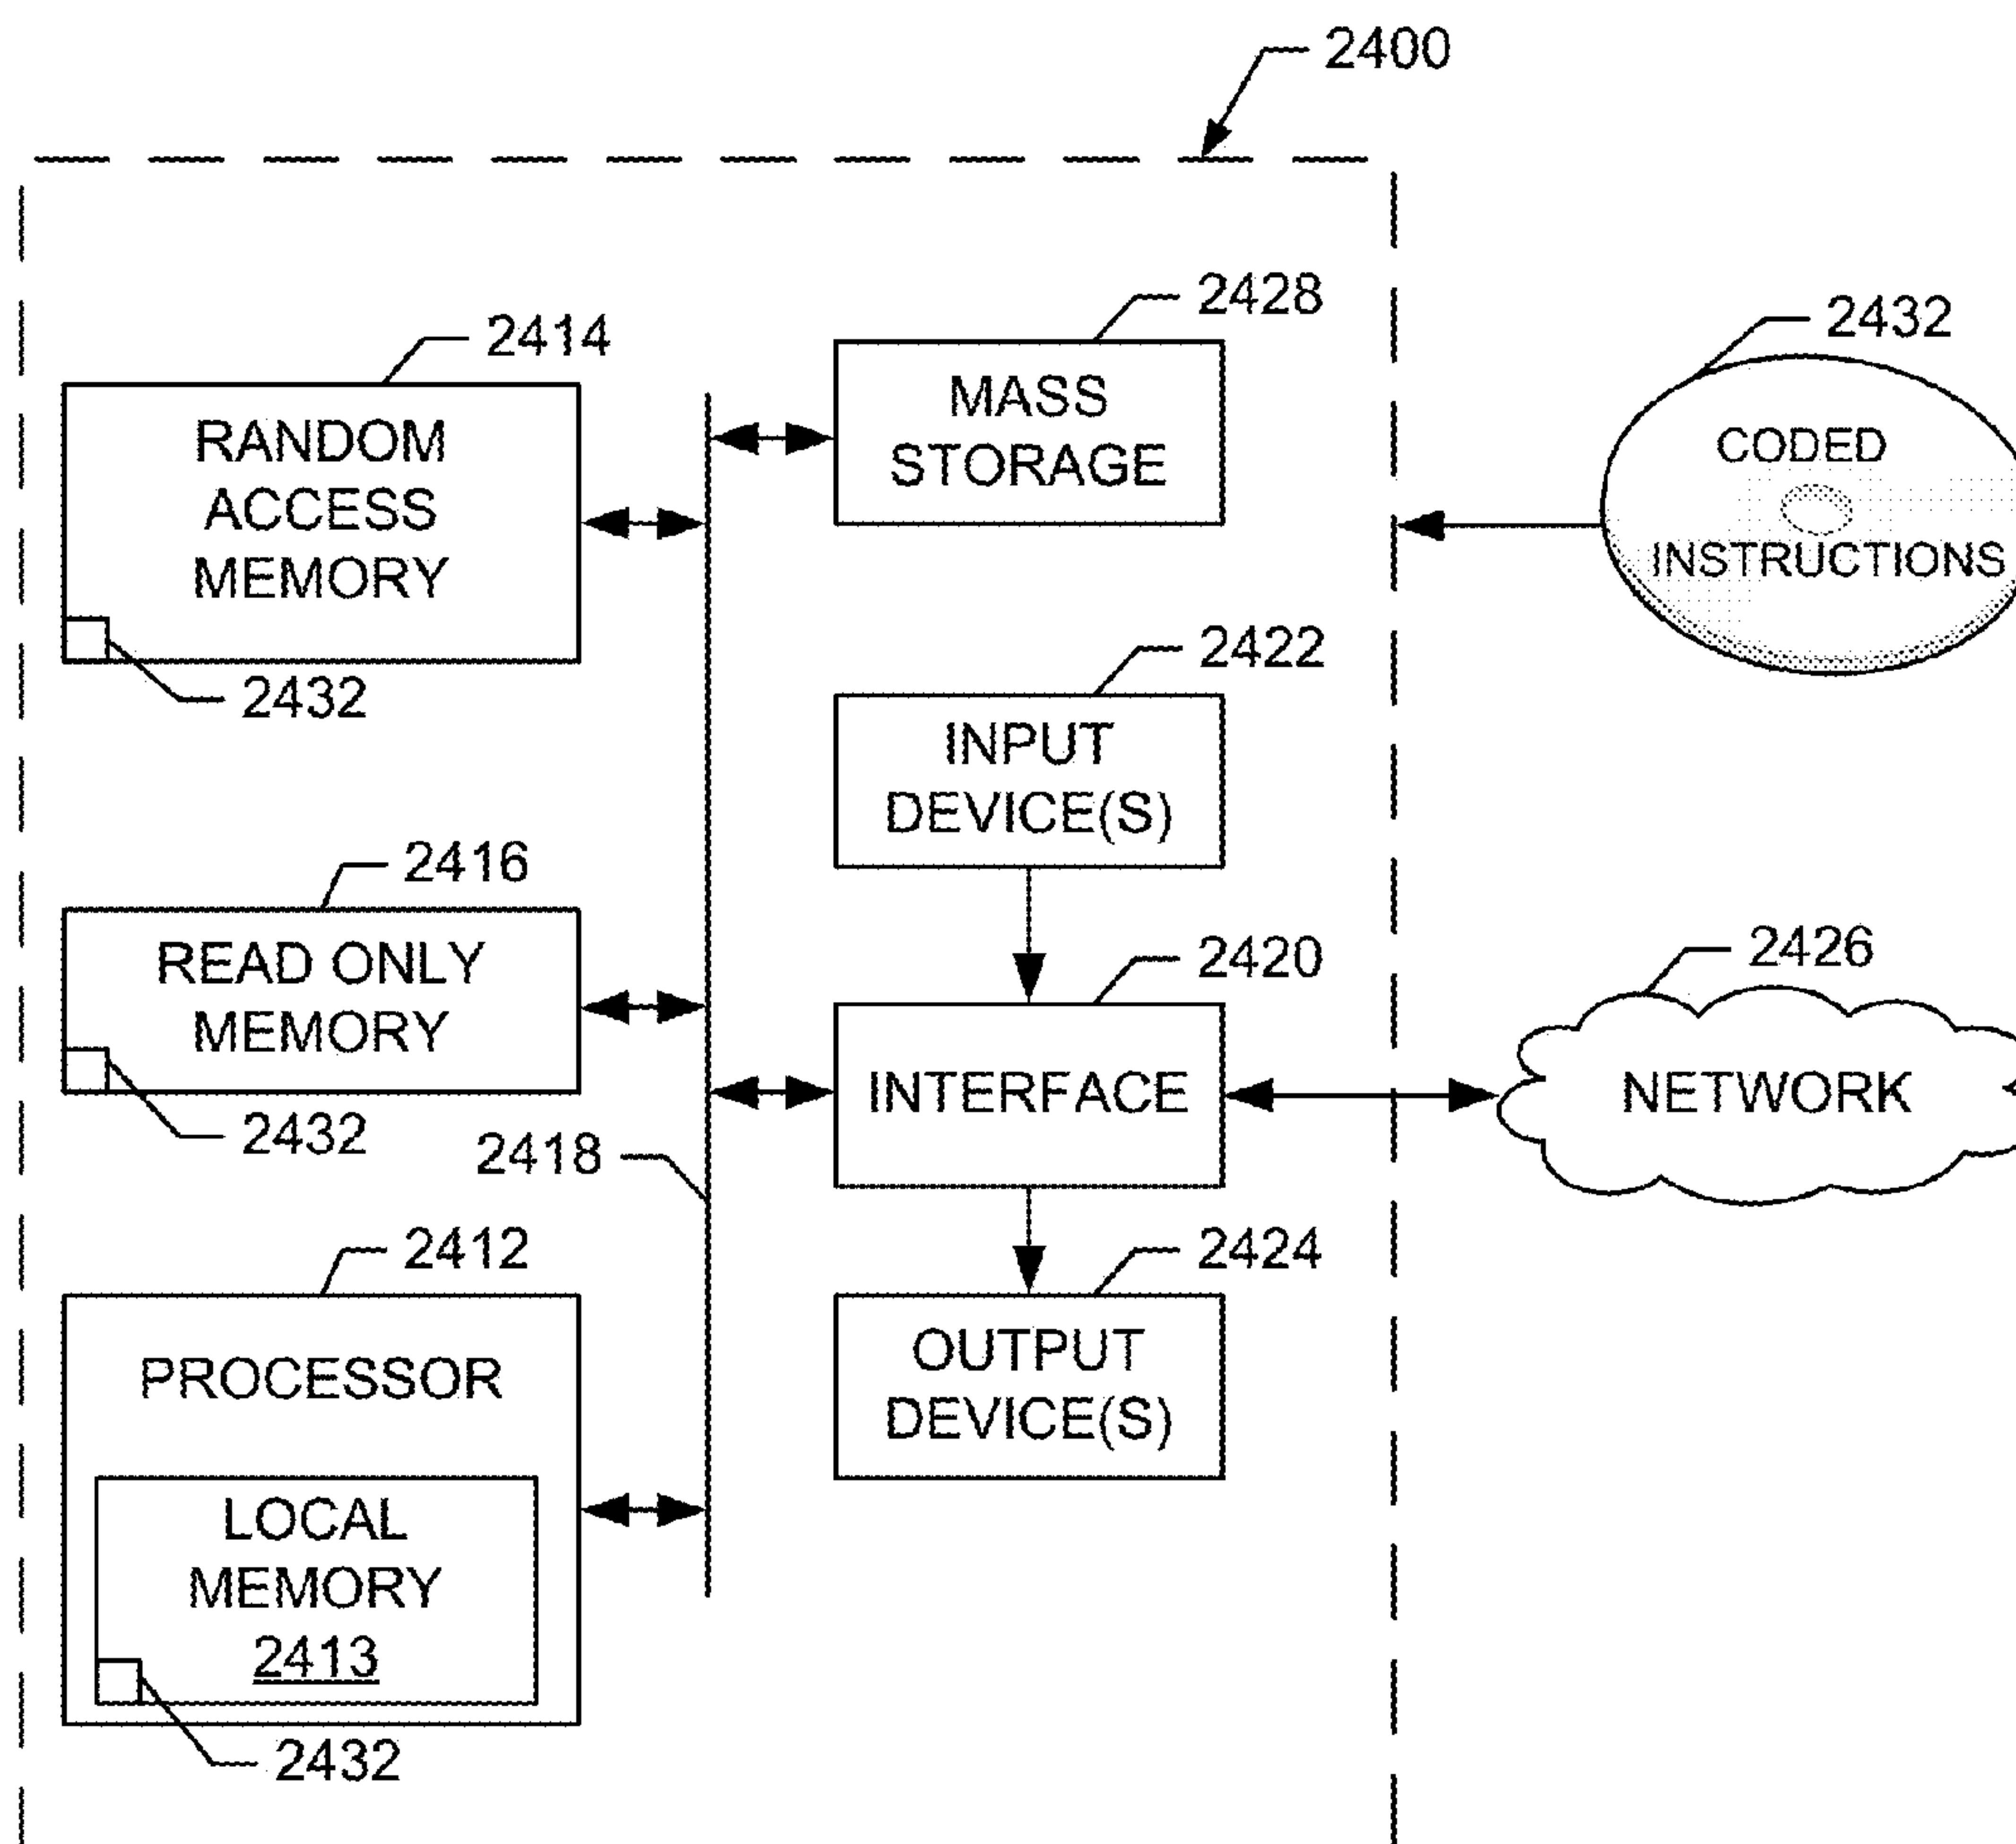 2400
2428
MASS
STORAGE
2414
RANDOM
ACCESS
MEMORY
2432
2432
CODED
INSTRUCTIONS
2422
INPUT
DEVICE(S)
2416
READ ONLY
MEMORY
2432
2420
INTERFACE
2426
NETWORK
2418
2412
PROCESSOR
LOCAL
MEMORY
2413
2432
2424
OUTPUT
DEVICE(S)